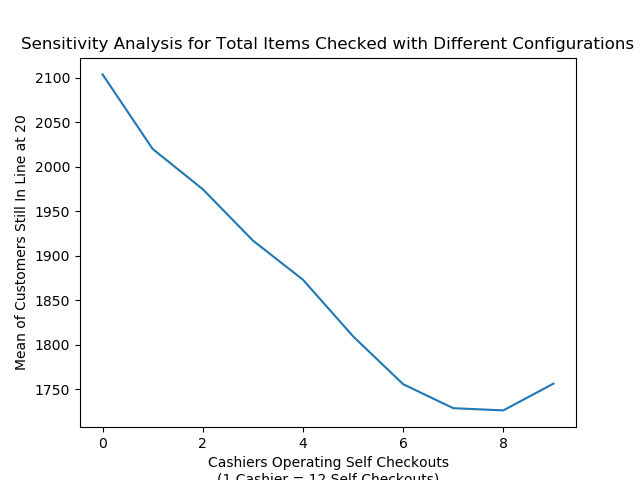 Sensitivity Analysis for Total Items Checked with Different Configurations
2100
2050
2000
1950
1900
1850
1800
1750
Mean of Customers Still In Line at 20
0 2 4 6 8
Cashiers Operating Self Checkouts
(1 Cashier = 12 Self Checkouts)